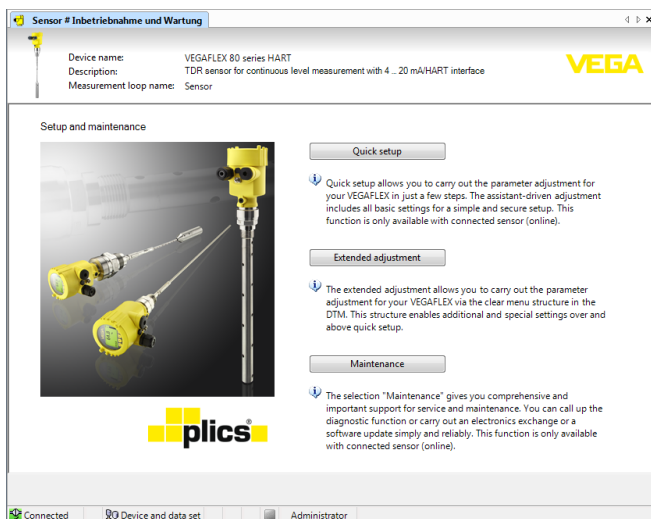 Sensor # Inbetriebnahme und Wartung
Device name: VEGAFLEX 80 series HART
Description: TDR sensor for continuous level measurement with 4 .. 20 mA/HART interface
Measurement loop name: Sensor
VEGA
Setup and maintenance
Quick setup
Quick setup allows you to carry out the parameter adjustment for
your VEGAFLEX in just a few steps. The assistant-driven adjustment
includes all basic settings for a simple and secure setup. This
function is only available with connected sensor (online).
Extended adjustment
The extended adjustment allows you to carry out the parameter
adjustment for your VEGAFLEX via the clear menu structure in the
DTM. This structure enables additional and special settings over and
above quick setup.
Maintenance
The selection "Maintenance" gives you comprehensive and
important support for service and maintenance. You can call up the
diagnostic function or carry out an electronics exchange or a
software update simply and reliably. This function is only available
with connected sensor (online).
plics®
Connected Device and data set Administrator